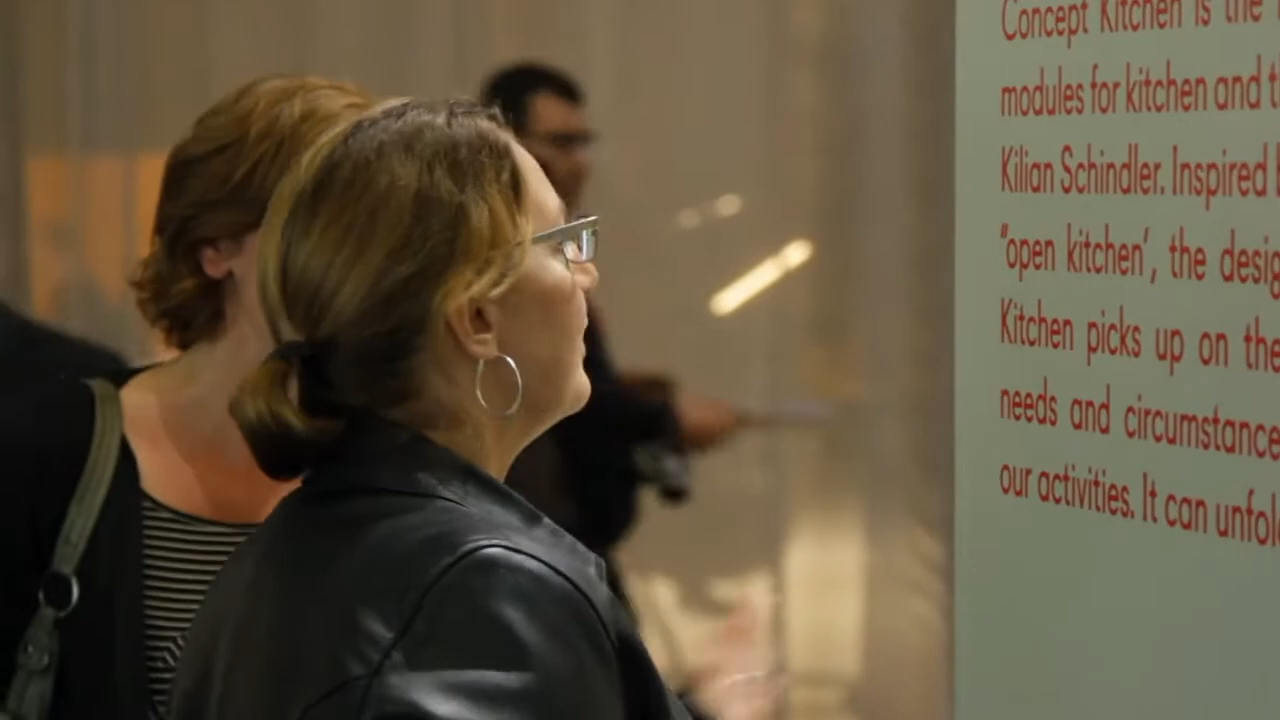 Concept Kitchen is the
modules for kitchen and
Kilian Schindler. Inspired
"open kitchen', the desig
Kitchen picks up on the
needs and circumstance
our activities. It can unfol